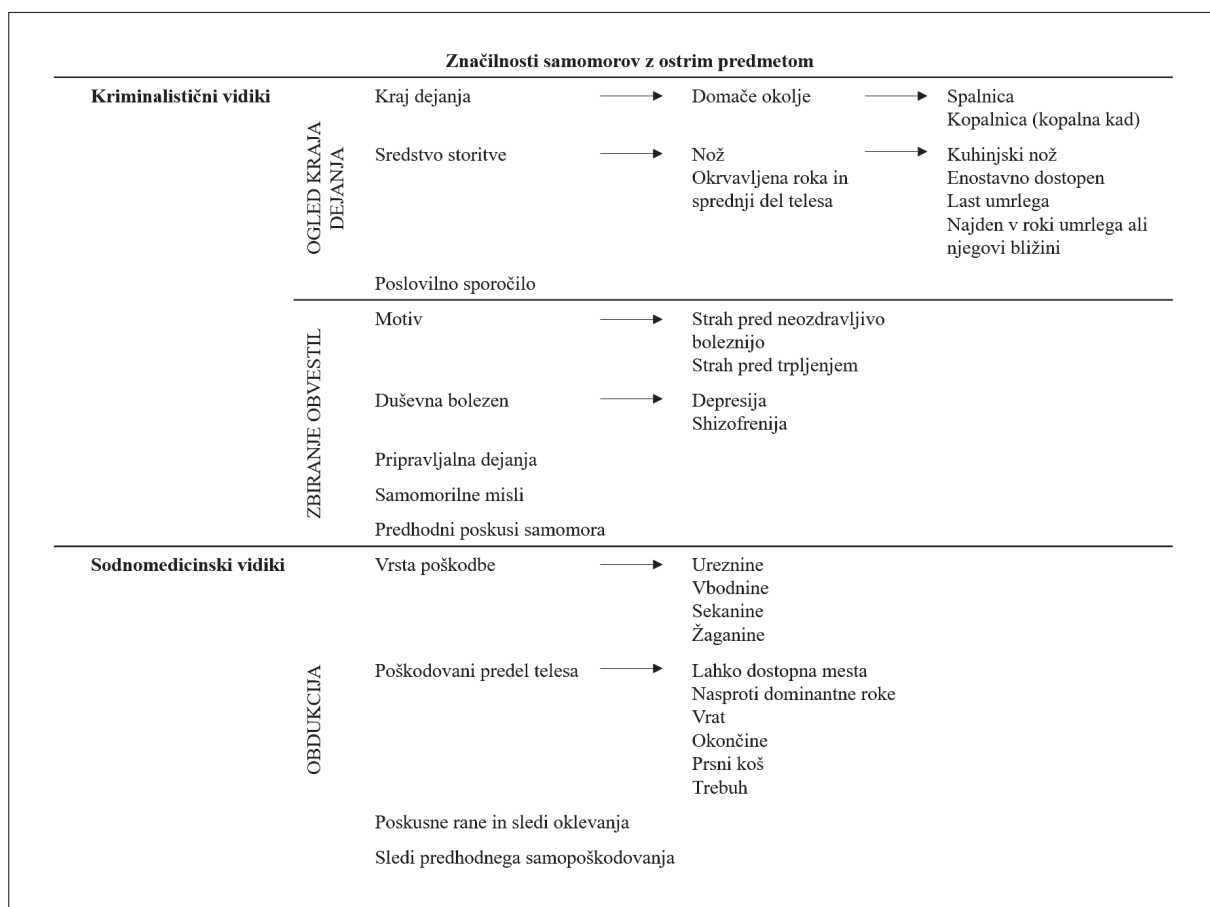 Značilnosti samomorov z ostrim predmetom
Kriminalistični vidiki
OGLED KRAJA
DEJANJA
Kraj dejanja
Domače okolje
Spalnica
Kopalnica (kopalna kad)
Sredstvo storitve
Nož
Okrvavljena roka in
sprednji del telesa
Kuhinjski nož
Enostavno dostopen
Last umrlega
Najden v roki umrlega ali
njegovi bližini
Poslovilno sporočilo
ZBIRANJE OBVESTIL
Motiv
Strah pred neozdravljivo
boleznijo
Strah pred trpljenjem
Duševna bolezen
Depresija
Shizofrenija
Pripravljalna dejanja
Samomorilne misli
Predhodni poskusi samomora
Sodnomedicinski vidiki
OBDUKCIJA
Vrsta poškodbe
Ureznine
Vbodnine
Sekanine
Žaganine
Poškodovani predel telesa
Lahko dostopna mesta
Nasproti dominantne roke
Vrat
Okončine
Prsni koš
Trebuh
Poskusne rane in sledi oklevanja
Sledi predhodnega samopoškodovanja